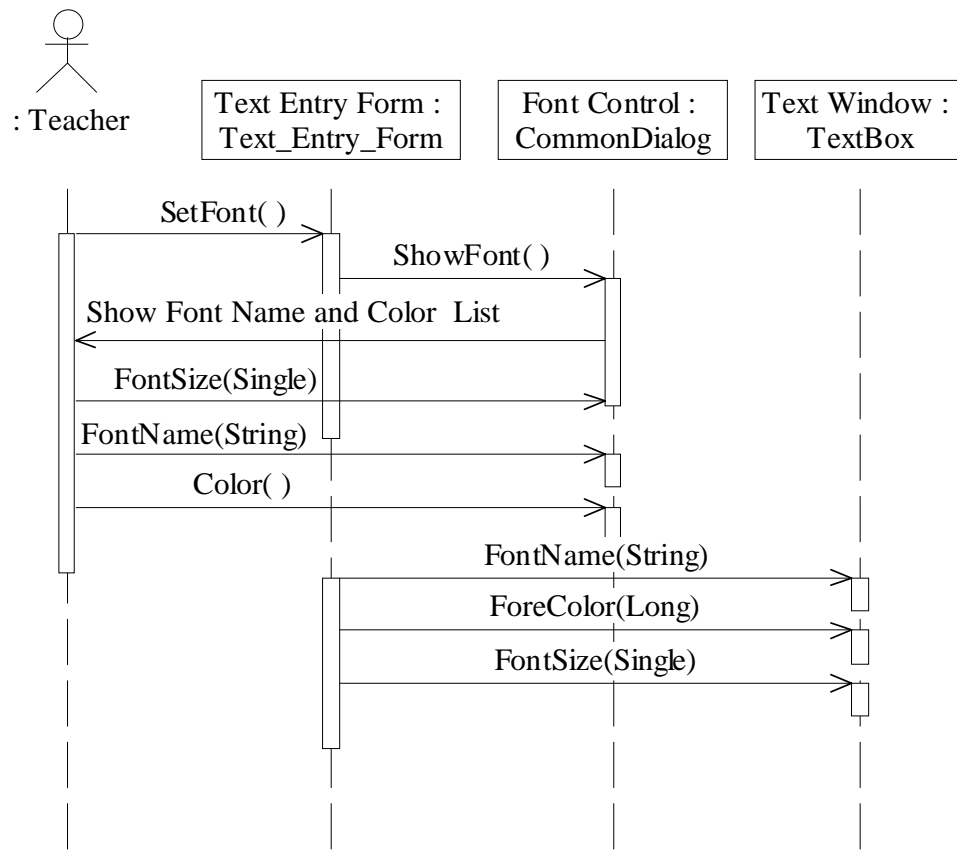 : Teacher
Text Entry Form :
Text_Entry_Form
Font Control :
CommonDialog
Text Window :
TextBox
SetFont( )
ShowFont( )
Show Font Name and Color List
FontSize(Single)
FontName(String)
Color( )
FontName(String)
ForeColor(Long)
FontSize(Single)